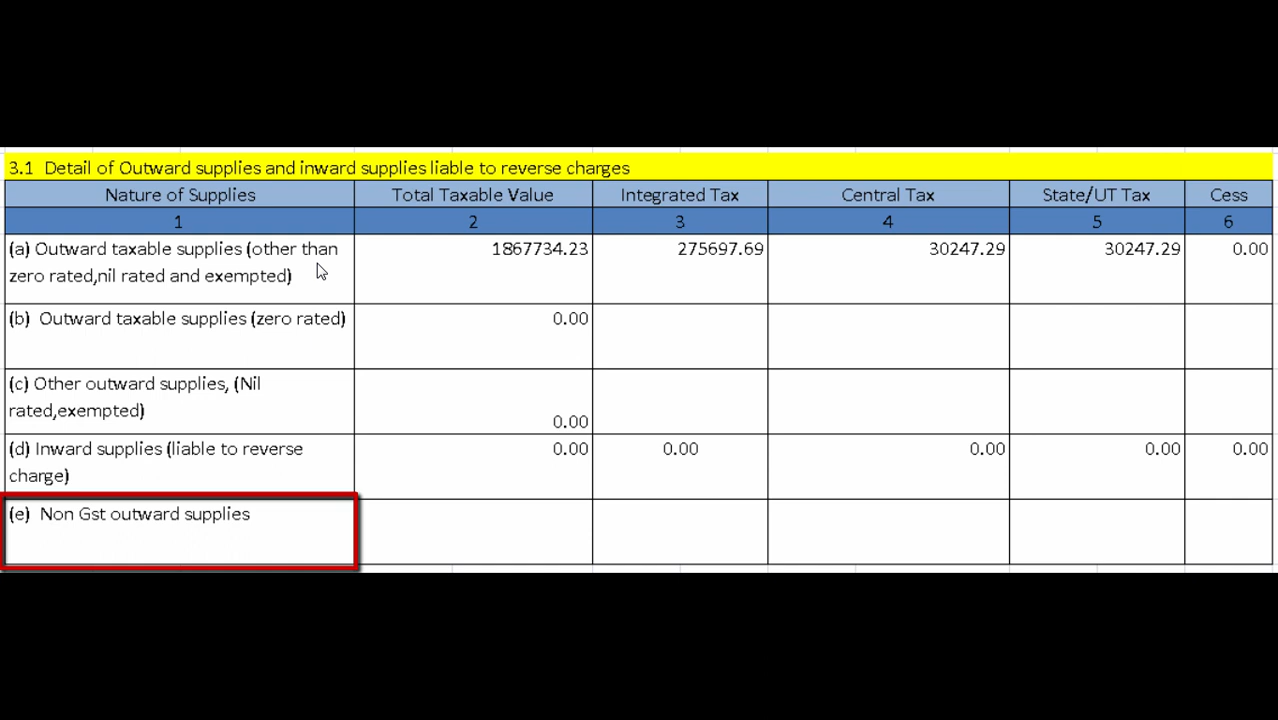 3.1 Detail of Outward supplies and inward supplies liable to reverse charges
Nature of Supplies Total Taxable Value Integrated Tax Central Tax State/UT Tax Cess
1 2 3 4 5 6
(a) Outward taxable supplies (other than 1867734.23 275697.69 30247.29 30247.29 0.00
zero rated,nil rated and exempted)
(b) Outward taxable supplies (zero rated) 0.00
(c) Other outward supplies, (Nil
rated,exempted) 0.00
(d) Inward supplies (liable to reverse 0.00 0.00 0.00 0.00 0.00
charge)
(e) Non Gst outward supplies